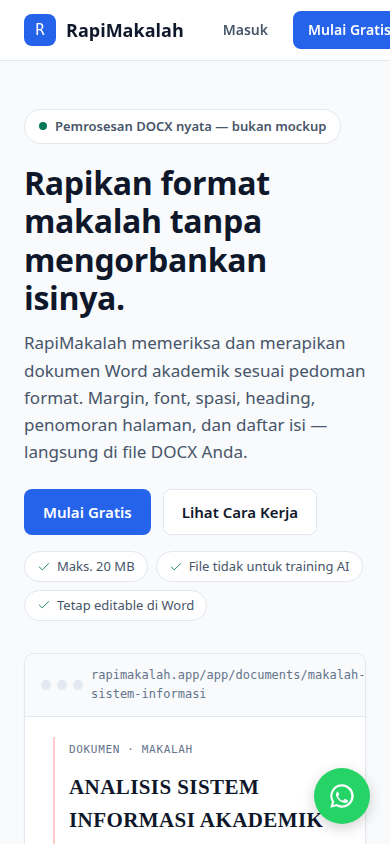 R RapiMakalah Masuk Mulai Gratis
Pemrosesan DOCX nyata — bukan mockup
Rapikan format
makalah tanpa
mengorbankan
isinya.
RapiMakalah memeriksa dan merapikan
dokumen Word akademik sesuai pedoman
format. Margin, font, spasi, heading,
penomoran halaman, dan daftar isi —
langsung di file DOCX Anda.
Mulai Gratis Lihat Cara Kerja
Maks. 20 MB File tidak untuk training AI
Tetap editable di Word
rapimakalah.app/app/documents/makalah-
sistem-informasi
DOKUMEN · MAKALAH
ANALISIS SISTEM
INFORMASI AKADEMIK